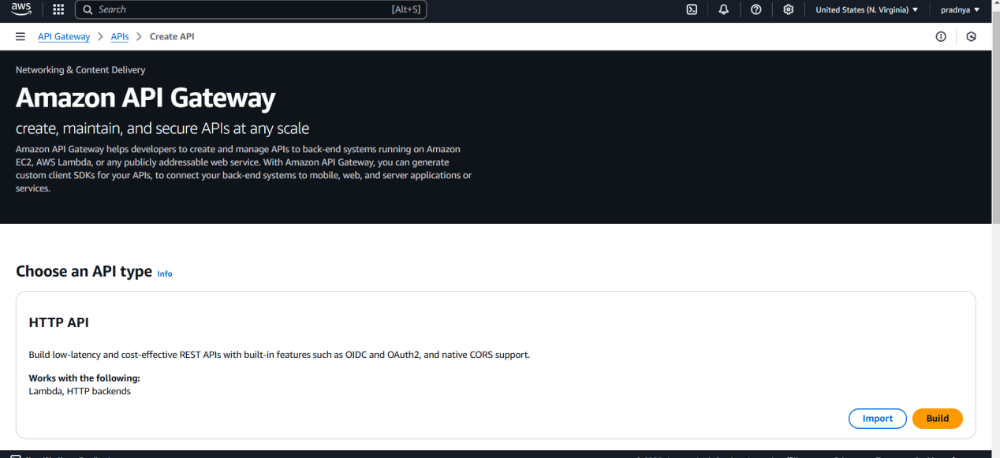 aws
Search [Alt+S] United States (N. Virginia) ▼ pradnya ▼
API Gateway > APIs > Create API
Networking & Content Delivery
Amazon API Gateway
create, maintain, and secure APIs at any scale
Amazon API Gateway helps developers to create and manage APIs to back-end systems running on Amazon
EC2, AWS Lambda, or any publicly addressable web service. With Amazon API Gateway, you can generate
custom client SDKs for your APIs, to connect your back-end systems to mobile, web, and server applications or
services.
Choose an API type Info
HTTP API
Build low-latency and cost-effective REST APIs with built-in features such as OIDC and OAuth2, and native CORS support.
Works with the following:
Lambda, HTTP backends
Import Build